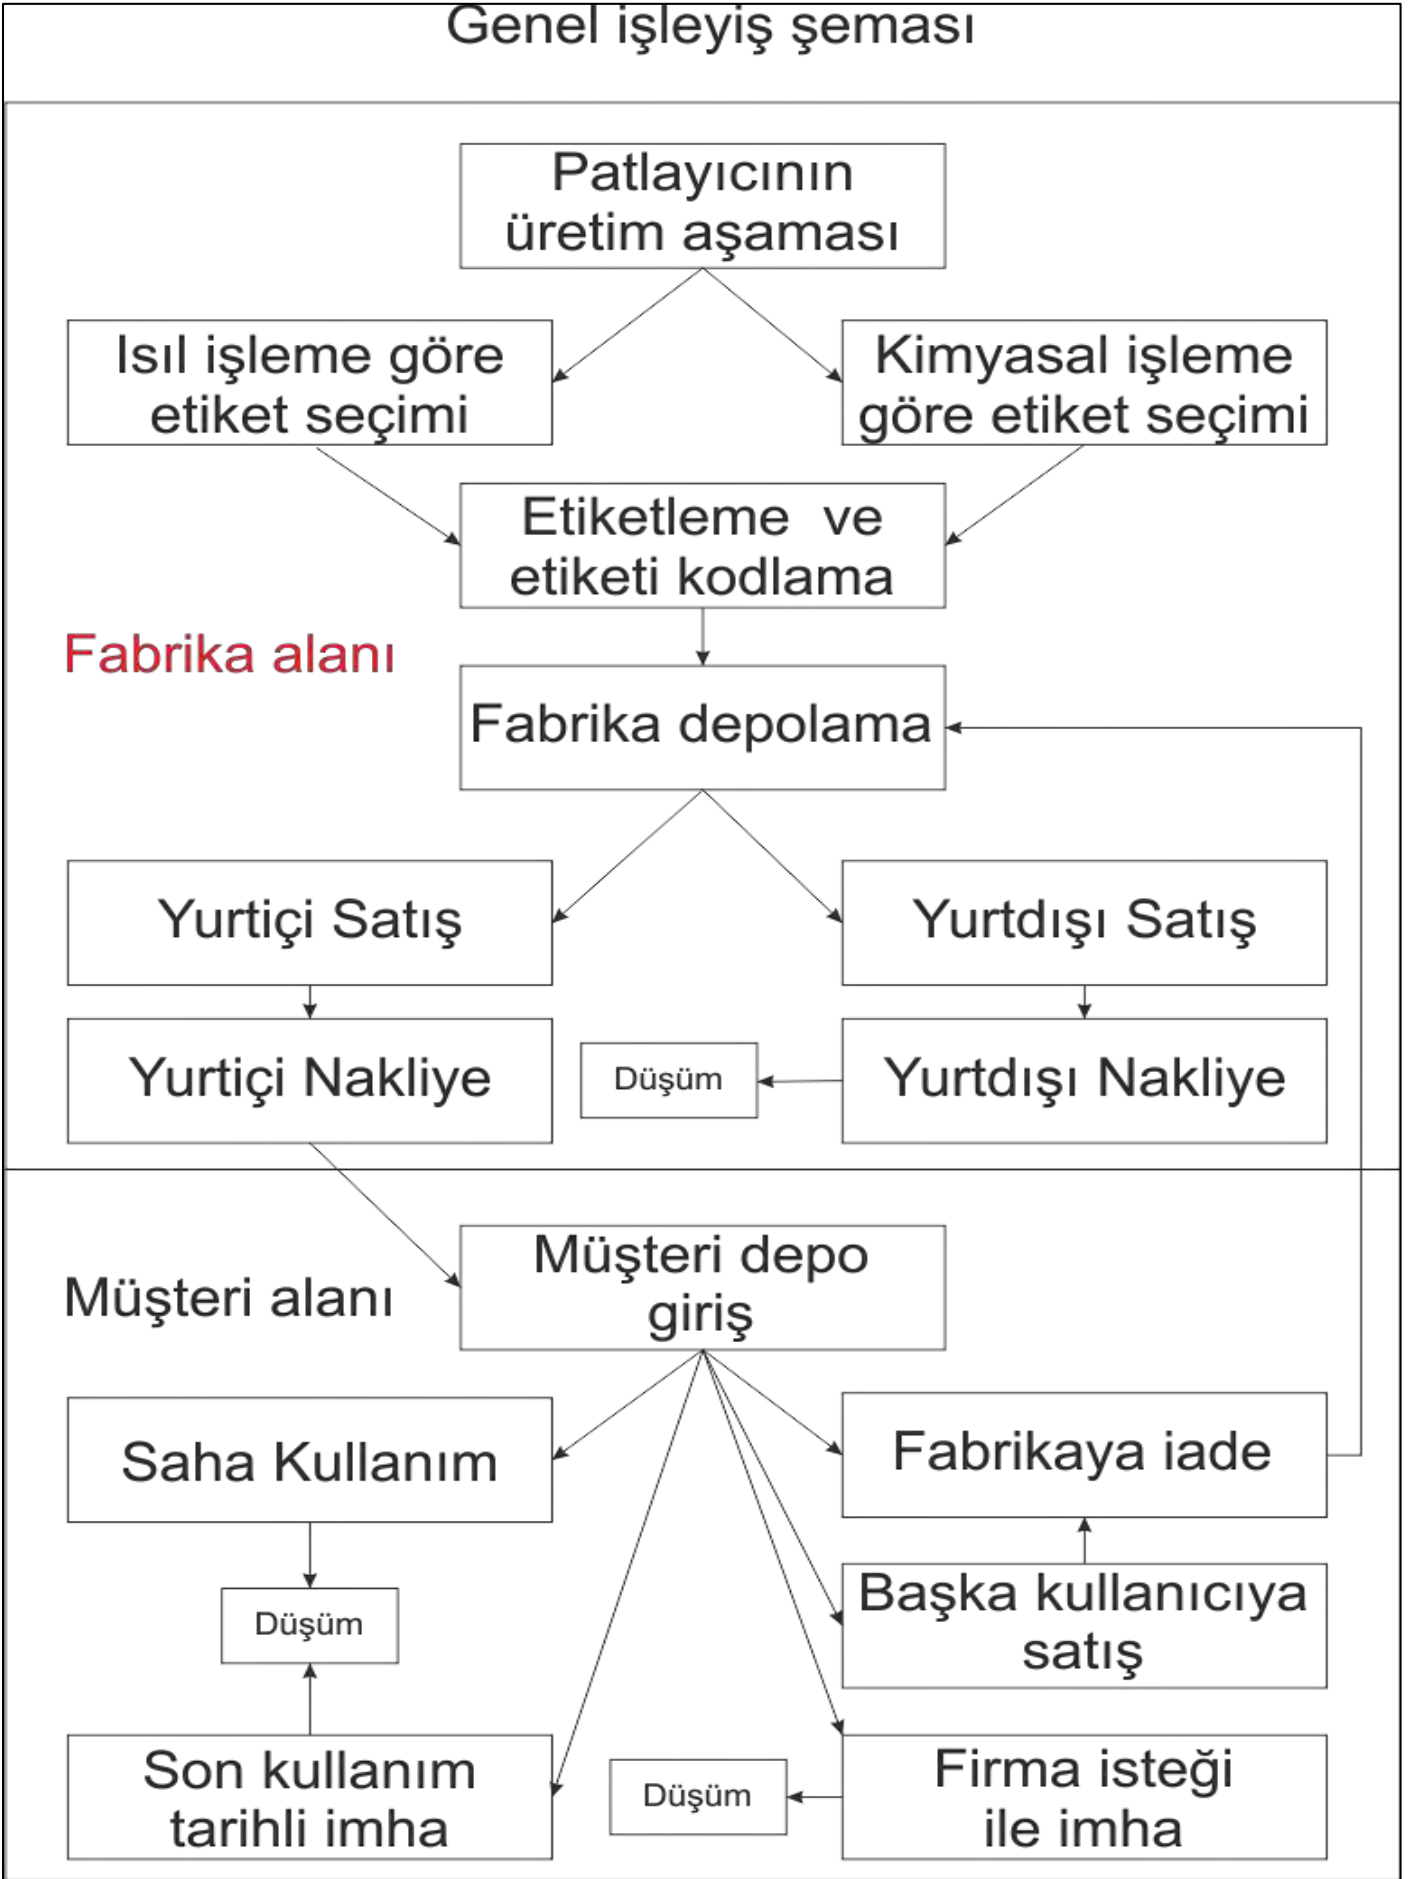 Genel işleyiş şeması
Patlayıcının
üretim aşaması
Isıl işleme göre
etiket seçimi
Kimyasal işleme
göre etiket seçimi
Etiketleme ve
etiketi kodlama
Fabrika alanı
Fabrika depolama
Yurtiçi Satış
Yurtdışı Satış
Yurtiçi Nakliye
Düşüm
Yurtdışı Nakliye
Müşteri depo
giriş
Müşteri alanı
Saha Kullanım
Fabrikaya iade
Düşüm
Başka kullanıcıya
satış
Son kullanım
tarihli imha
Düşüm
Firma isteği
ile imha